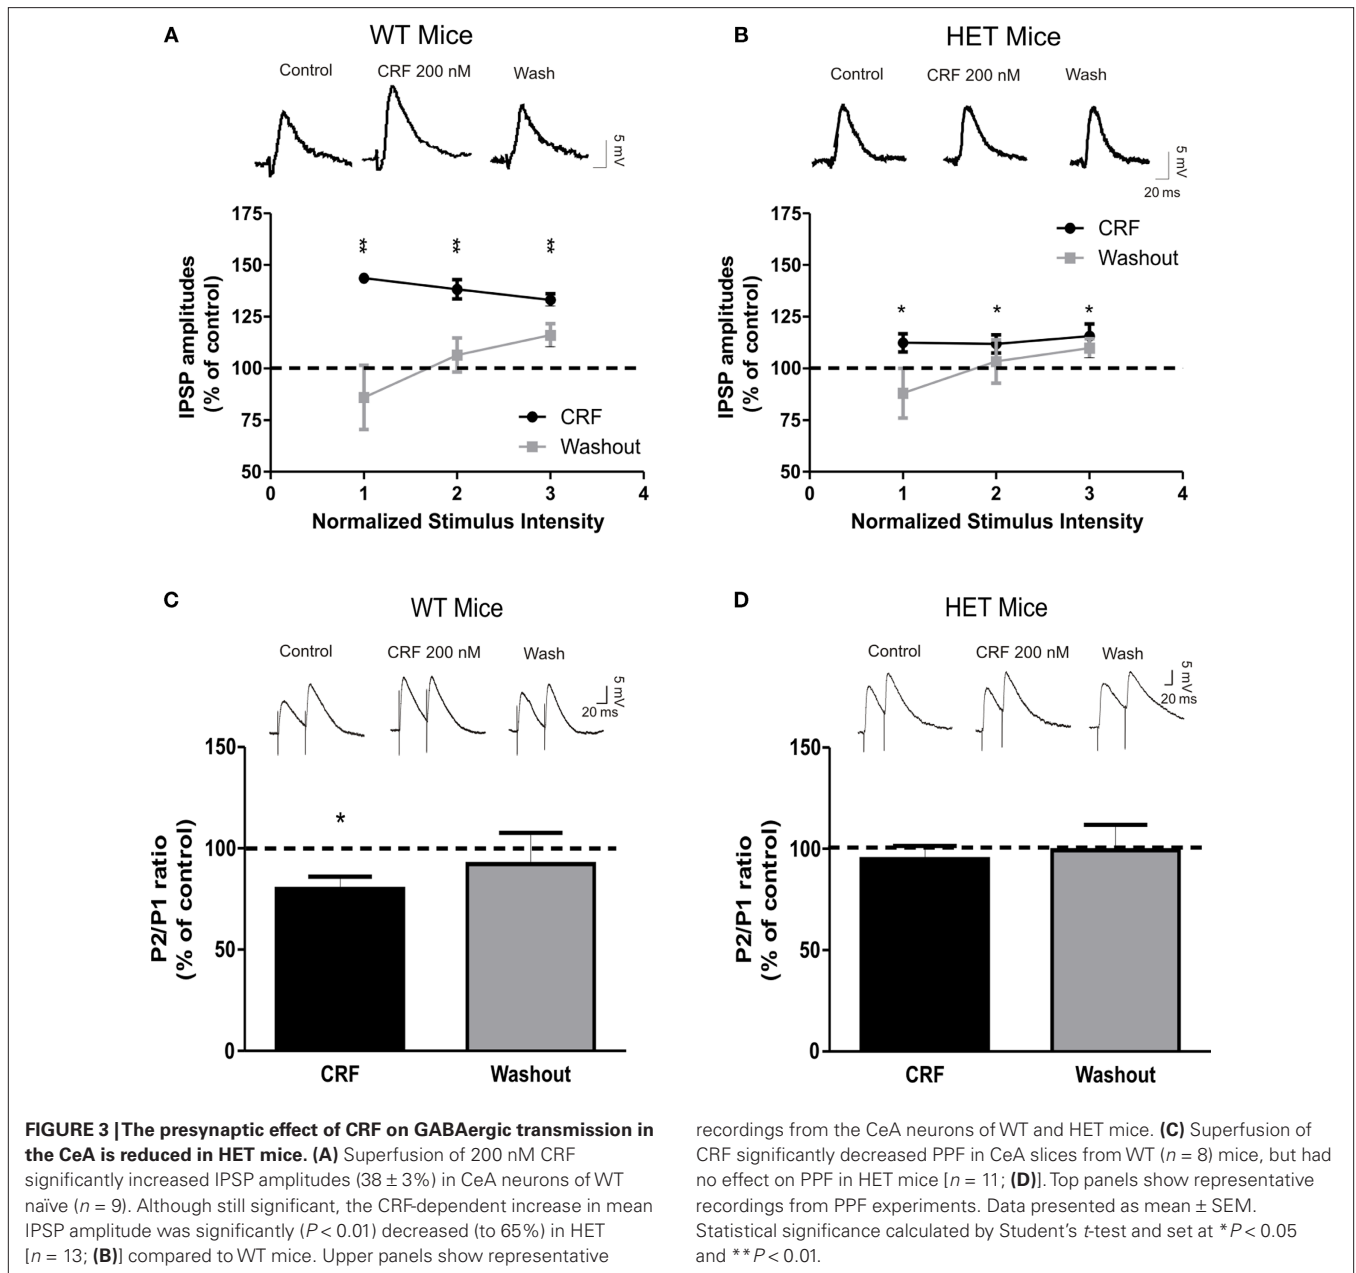 A
WT Mice
Control
CRF 200 nM
Wash
5 mV
175
150
125
100
75
50
IPSP amplitudes
(% of control)
**
**
**
CRF
Washout
0
1
2
3
4
Normalized Stimulus Intensity
B
HET Mice
Control
CRF 200 nM
Wash
5 mV
20 ms
175
150
125
100
75
50
IPSP amplitudes
(% of control)
CRF
Washout
*
*
*
0
1
2
3
4
Normalized Stimulus Intensity
C
WT Mice
Control
CRF 200 nM
Wash
5 mV
20 ms
150
100
50
0
P2/P1 ratio
(% of control)
*
CRF
Washout
D
HET Mice
Control
CRF 200 nM
Wash
5 mV
20 ms
150
100
50
0
P2/P1 ratio
(% of control)
CRF
Washout
FIGURE 3 | The presynaptic effect of CRF on GABAergic transmission in
the CeA is reduced in HET mice. (A) Superfusion of 200 nM CRF
significantly increased IPSP amplitudes (38 ± 3%) in CeA neurons of WT
naïve (n = 9). Although still significant, the CRF-dependent increase in mean
IPSP amplitude was significantly (P < 0.01) decreased (to 65%) in HET
[n = 13; (B)] compared to WT mice. Upper panels show representative
recordings from the CeA neurons of WT and HET mice. (C) Superfusion of
CRF significantly decreased PPF in CeA slices from WT (n = 8) mice, but had
no effect on PPF in HET mice [n = 11; (D)]. Top panels show representative
recordings from PPF experiments. Data presented as mean ± SEM.
Statistical significance calculated by Student's t-test and set at *P < 0.05
and **P < 0.01.